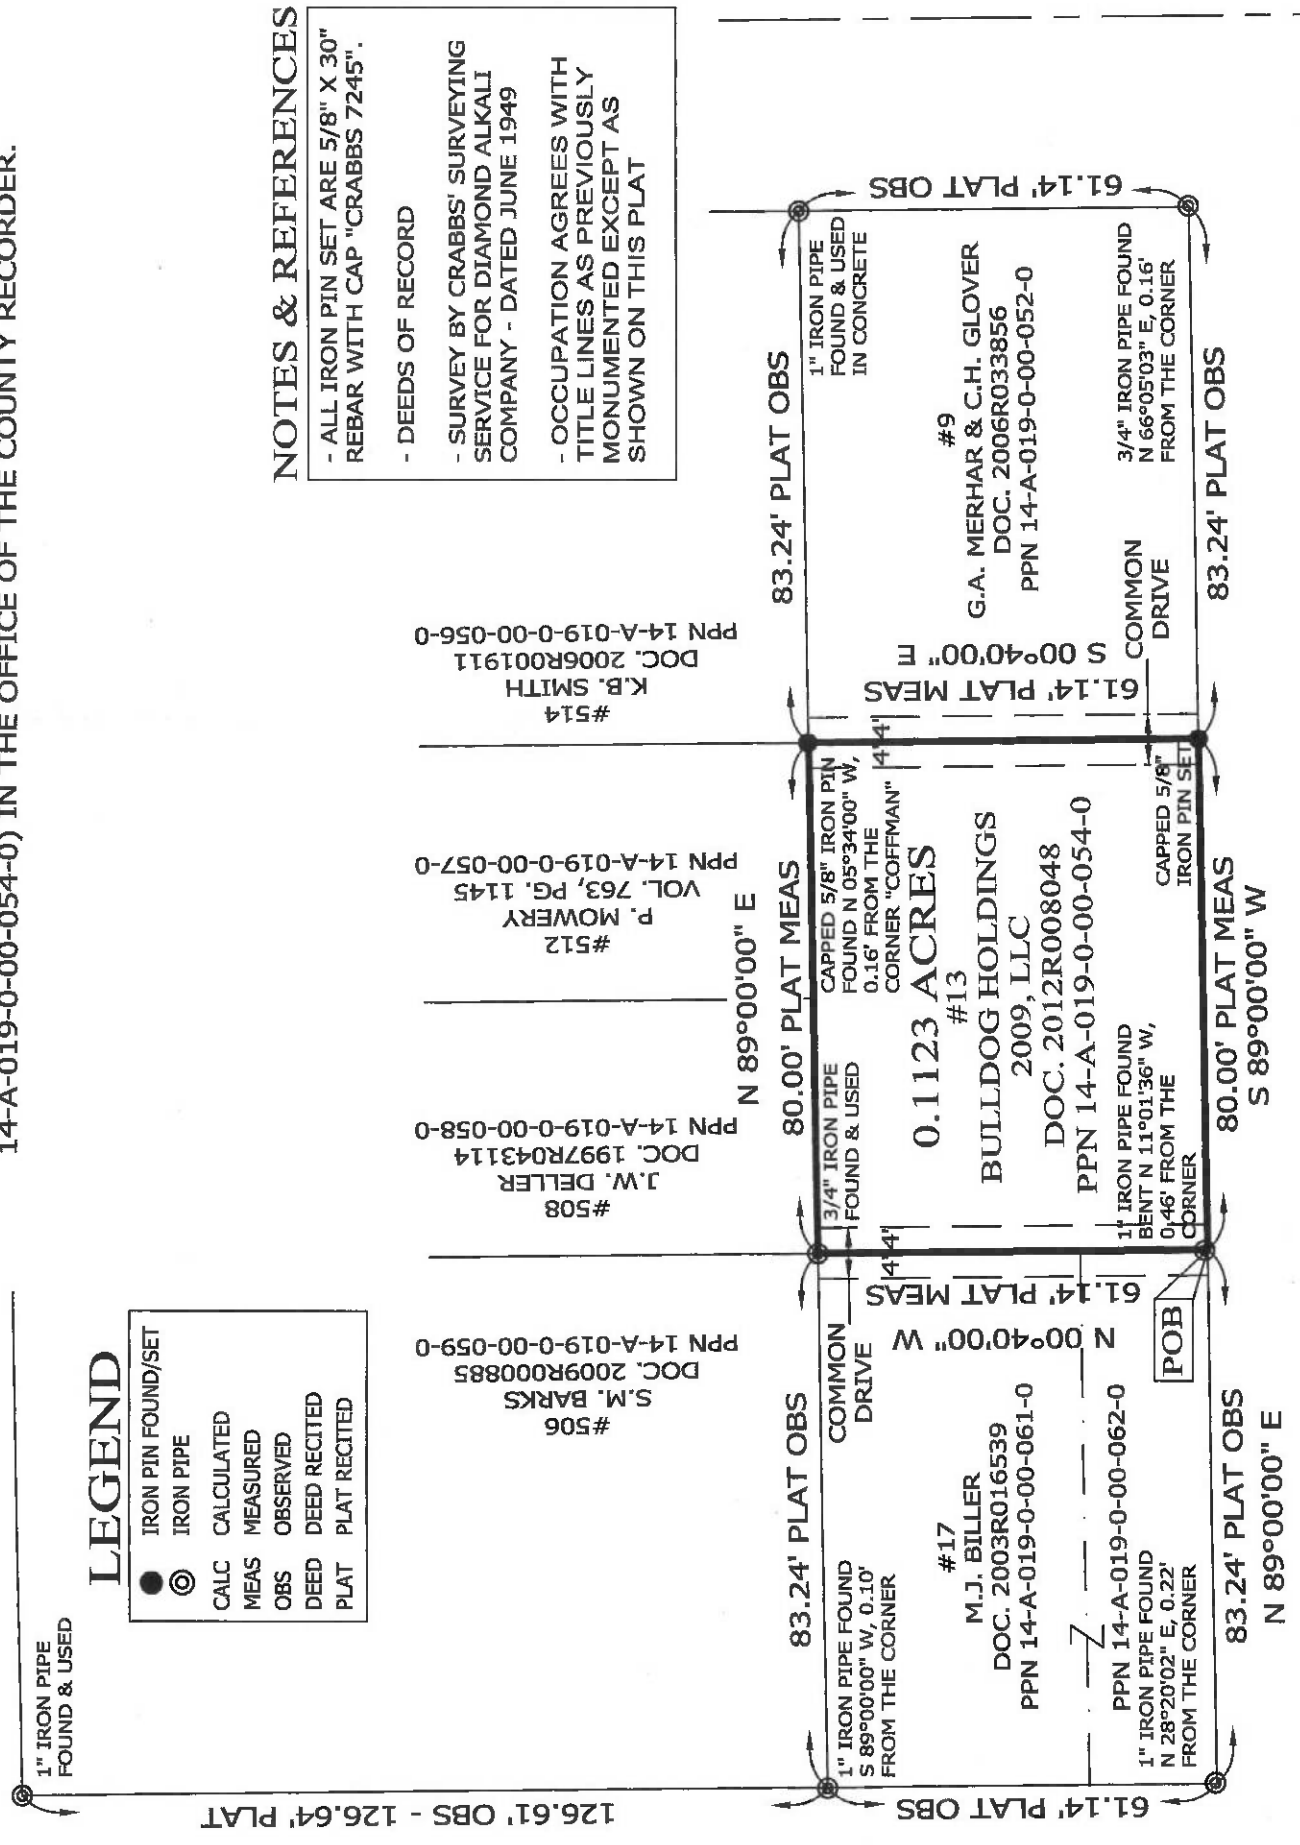 14-A-019-0-00-054-0) IN THE OFFICE OF THE COUNTY RECORDER.
1" IRON PIPE
FOUND & USED
LEGEND
IRON PIN FOUND/SET
IRON PIPE
CALC CALCULATED
MEAS MEASURED
OBS OBSERVED
DEED DEED RECITED
PLAT PLAT RECITED
NOTES & REFERENCES
- ALL IRON PIN SET ARE 5/8" X 30"
REBAR WITH CAP "CRABBS 7245".
- DEEDS OF RECORD
- SURVEY BY CRABBS' SURVEYING
SERVICE FOR DIAMOND ALKALI
COMPANY - DATED JUNE 1949
- OCCUPATION AGREES WITH
TITLE LINES AS PREVIOUSLY
MONUMENTED EXCEPT AS
SHOWN ON THIS PLAT
126.61' OBS - 126.64' PLAT
#506
S.M. BARKS
DOC. 2009R000885
PPN 14-A-019-0-00-059-0
#508
J.W. DELLER
DOC. 1997R043114
PPN 14-A-019-0-00-058-0
#512
P. MOWERY
VOL. 763, PG. 1145
PPN 14-A-019-0-00-057-0
#514
K.B. SMITH
DOC. 2006R001911
PPN 14-A-019-0-00-056-0
N 89°00'00" E
83.24' PLAT OBS
80.00' PLAT MEAS
83.24' PLAT OBS
1" IRON PIPE FOUND
S 89°00'00" W, 0.10'
FROM THE CORNER
COMMON
DRIVE
#17
M.J. BILLER
DOC. 2003R016539
PPN 14-A-019-0-00-061-0
PPN 14-A-019-0-00-062-0
1" IRON PIPE FOUND
N 28°20'02" E, 0.22'
FROM THE CORNER
61.14' PLAT OBS
N 00°40'00" W
61.14' PLAT MEAS
4'
4'
POB
3/4" IRON PIPE
FOUND & USED
CAPPED 5/8" IRON PIN
FOUND N 05°34'00" W,
0.16' FROM THE
CORNER "COFFMAN"
0.1123 ACRES
#13
BULLDOG HOLDINGS
2009, LLC
DOC. 2012R008048
PPN 14-A-019-0-00-054-0
1" IRON PIPE FOUND
BENT N 11°01'36" W,
0.46' FROM THE
CORNER
CAPPED 5/8"
IRON PIN SET
4'
4'
61.14' PLAT MEAS
S 00°40'00" E
COMMON
DRIVE
1" IRON PIPE
FOUND & USED
IN CONCRETE
#9
G.A. MERHAR & C.H. GLOVER
DOC. 2006R033856
PPN 14-A-019-0-00-052-0
3/4" IRON PIPE FOUND
N 66°05'03" E, 0.16'
FROM THE CORNER
61.14' PLAT OBS
83.24' PLAT OBS
N 89°00'00" E
80.00' PLAT MEAS
S 89°00'00" W
83.24' PLAT OBS